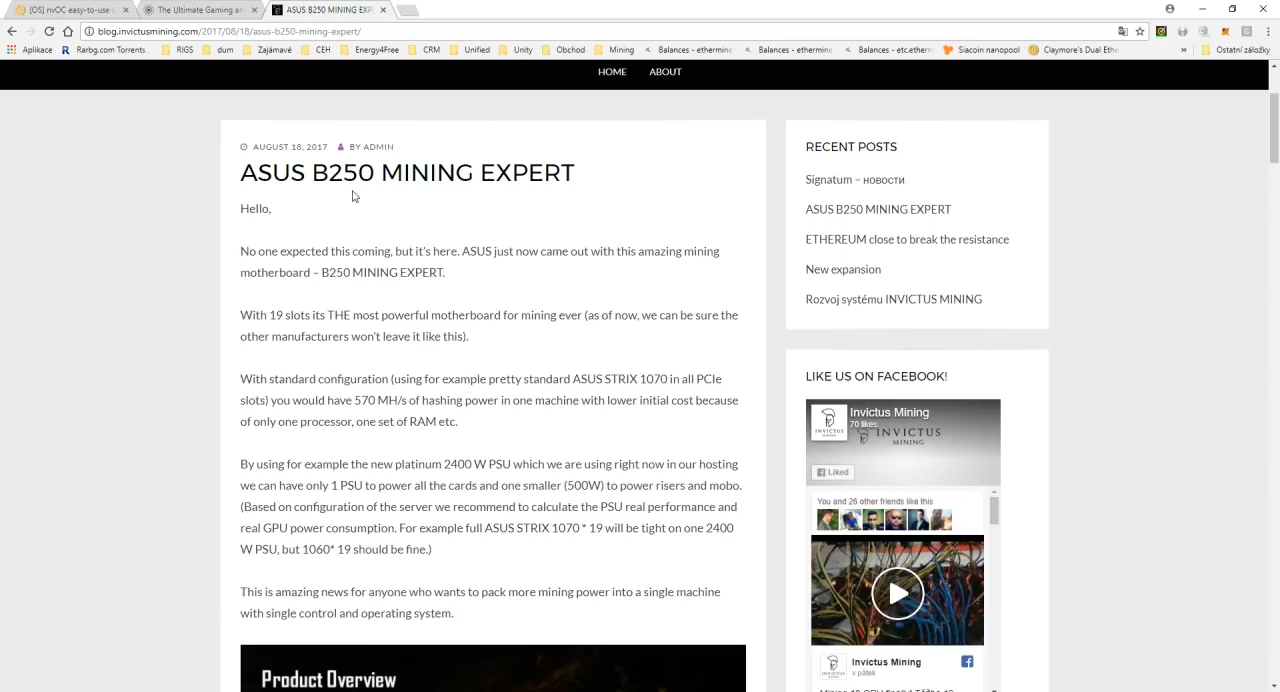 [OS] nvOC easy-to-use L
The Ultimate Gaming an
ASUS B250 MINING EXP
blog.invictusmining.com/2017/08/18/asus-b250-mining-expert/
Aplikace
Rarbg.com Torrents
RIGS
dum
Zajímavé
CEH
Energy4Free
CRM
Unified
Unity
Obchod
Mining
Balances - ethermine
Balances - ethermine
Balances - etc.etherm
Siacoin nanopool
Claymore's Dual Ethe
»
Ostatní záložky
HOME
ABOUT
AUGUST 18, 2017
BY ADMIN
ASUS B250 MINING EXPERT
Hello,
No one expected this coming, but it's here. ASUS just now came out with this amazing mining
motherboard – B250 MINING EXPERT.
With 19 slots its THE most powerful motherboard for mining ever (as of now, we can be sure the
other manufacturers won't leave it like this).
With standard configuration (using for example pretty standard ASUS STRIX 1070 in all PCIe
slots) you would have 570 MH/s of hashing power in one machine with lower initial cost because
of only one processor, one set of RAM etc.
By using for example the new platinum 2400 W PSU which we are using right now in our hosting
we can have only 1 PSU to power all the cards and one smaller (500W) to power risers and mobo.
(Based on configuration of the server we recommend to calculate the PSU real performance and
real GPU power consumption. For example full ASUS STRIX 1070 * 19 will be tight on one 2400
W PSU, but 1060* 19 should be fine.)
This is amazing news for anyone who wants to pack more mining power into a single machine
with single control and operating system.
Product Overview
RECENT POSTS
Signatum – новости
ASUS B250 MINING EXPERT
ETHEREUM close to break the resistance
New expansion
Rozvoj systému INVICTUS MINING
LIKE US ON FACEBOOK!
Invictus Mining
70 likes
INVICTUS
MINING
Liked
You and 26 other friends like this
Invictus Mining
v pátek